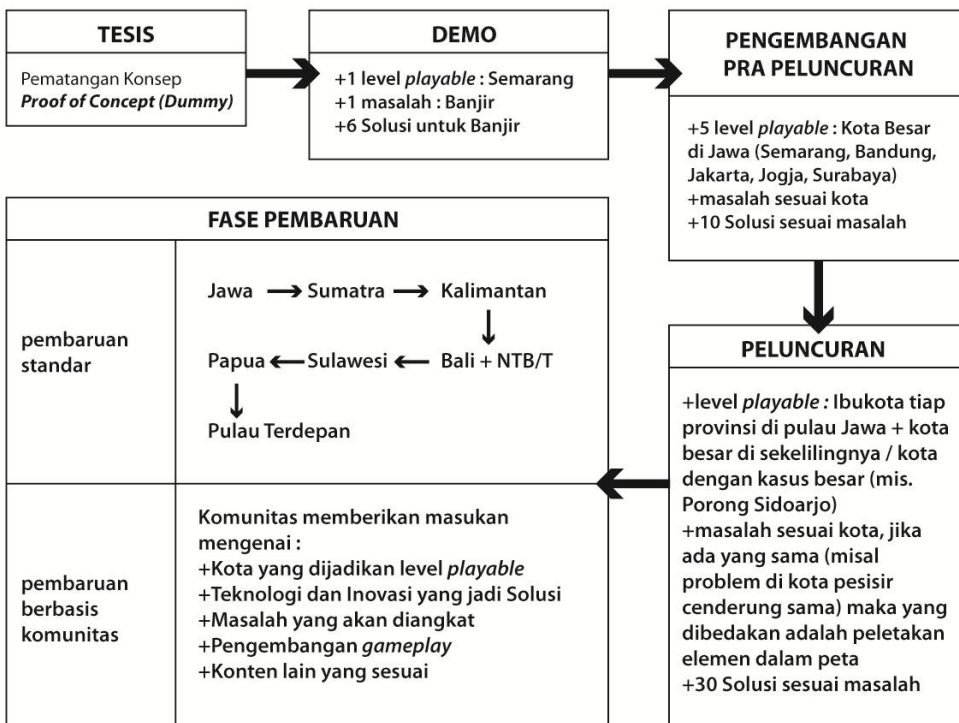 TESIS
Pematangan Konsep
Proof of Concept (Dummy)
DEMO
+1 level playable : Semarang
+1 masalah : Banjir
+6 Solusi untuk Banjir
PENGEMBANGAN
PRA PELUNCURAN
+5 level playable : Kota Besar
di Jawa (Semarang, Bandung,
Jakarta, Jogja, Surabaya)
+masalah sesuai kota
+10 Solusi sesuai masalah
PELUNCURAN
+level playable : Ibukota tiap
provinsi di pulau Jawa + kota
besar di sekelilingnya / kota
dengan kasus besar (mis.
Porong Sidoarjo)
+masalah sesuai kota, jika
ada yang sama (misal
problem di kota pesisir
cenderung sama) maka yang
dibedakan adalah peletakan
elemen dalam peta
+30 Solusi sesuai masalah
FASE PEMBARUAN
pembaruan
standar
Jawa → Sumatra → Kalimantan
↓
Papua ← Sulawesi ← Bali + NTB/T
↓
Pulau Terdepan
pembaruan
berbasis
komunitas
Komunitas memberikan masukan
mengenai :
+Kota yang dijadikan level playable
+Teknologi dan Inovasi yang jadi Solusi
+Masalah yang akan diangkat
+Pengembangan gameplay
+Konten lain yang sesuai